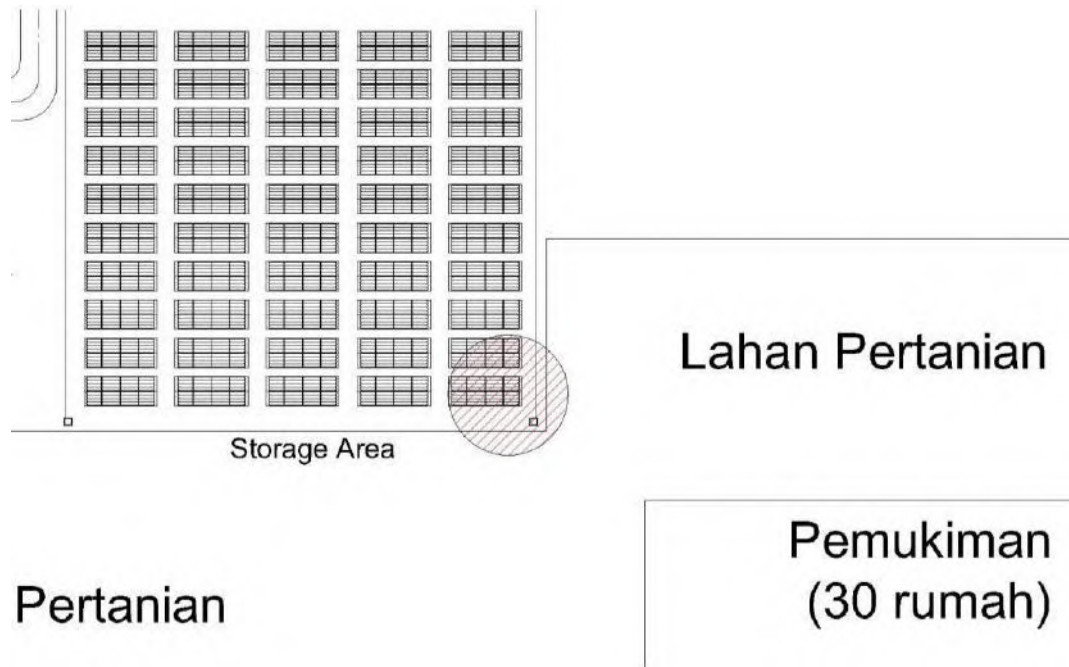 Lahan Pertanian
Storage Area
Pemukiman
(30 rumah)
Pertanian